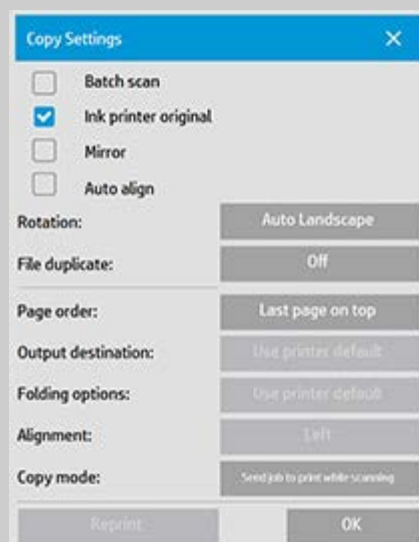 Copy Settings
Batch scan
Ink printer original
Mirror
Auto align
Rotation: Auto Landscape
File duplicate: Off
Page order: Last page on top
Output destination: Use printer default
Folding options: Use printer default
Alignment: Left
Copy mode: Send job to print while scanning
Reprint OK